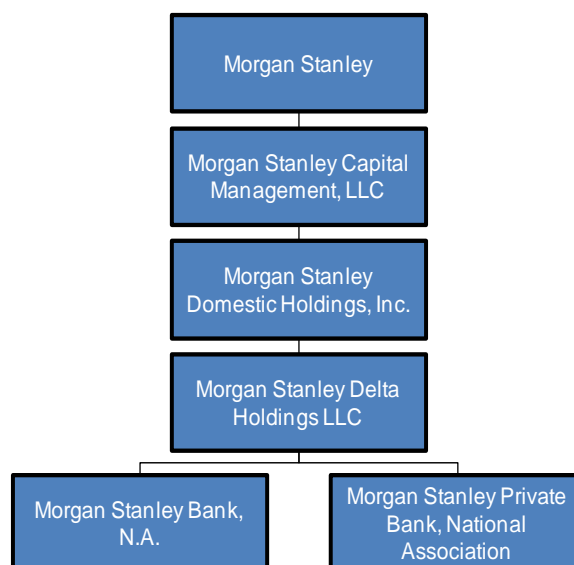 Morgan Stanley
Morgan Stanley Capital
Management, LLC
Morgan Stanley
Domestic Holdings, Inc.
Morgan Stanley Delta
Holdings LLC
Morgan Stanley Bank,
N.A.
Morgan Stanley Private
Bank, National
Association